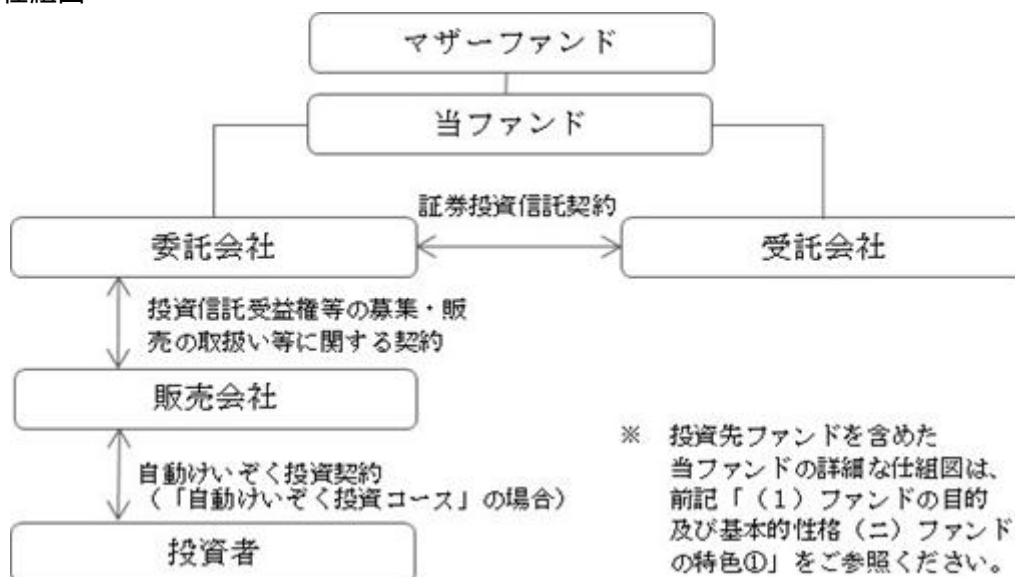 マザーファンド
当ファンド
証券投資信託契約
委託会社
受託会社
投資信託受益権等の募集・販
売の取扱い等に関する契約
販売会社
自動けいぞく投資契約
(「自動けいぞく投資コース」の場合)
投資者
※ 投資先ファンドを含めた
当ファンドの詳細な仕組図は、
前記「(1)ファンドの目的
及び基本的性格(ニ)ファンド
の特色①」をご参照ください。